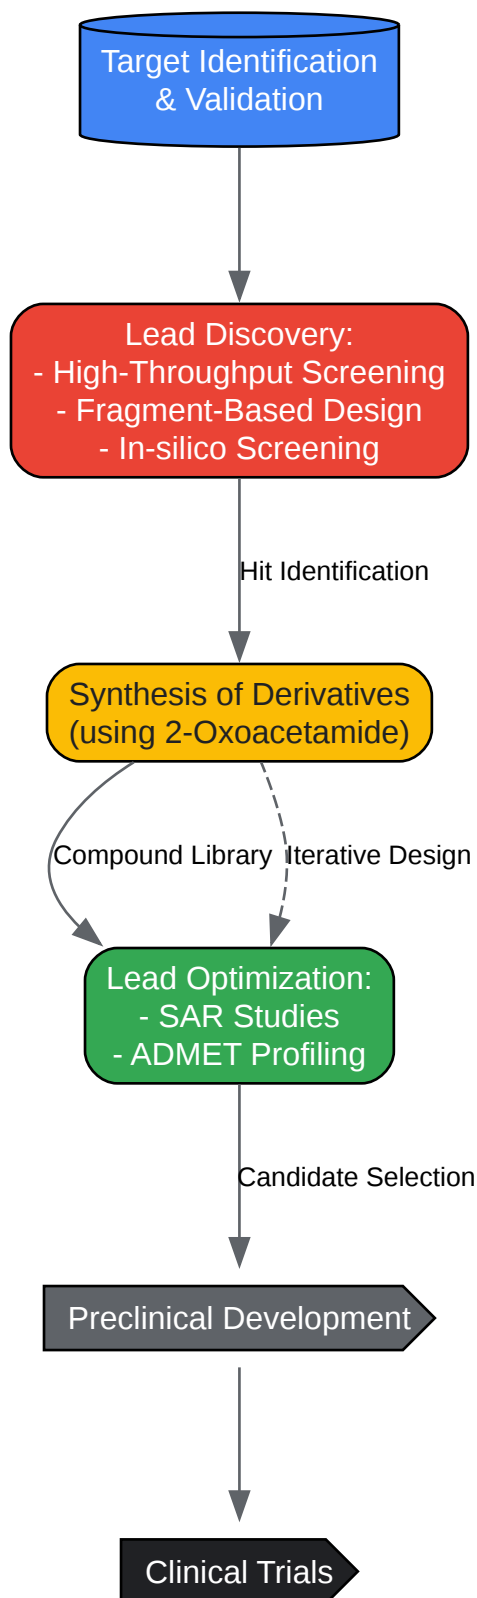 Target Identification
& Validation
Lead Discovery:
- High-Throughput Screening
- Fragment-Based Design
- In-silico Screening
Hit Identification
Synthesis of Derivatives
(using 2-Oxoacetamide)
Compound Library
Iterative Design
Lead Optimization:
- SAR Studies
- ADMET Profiling
Candidate Selection
Preclinical Development
Clinical Trials